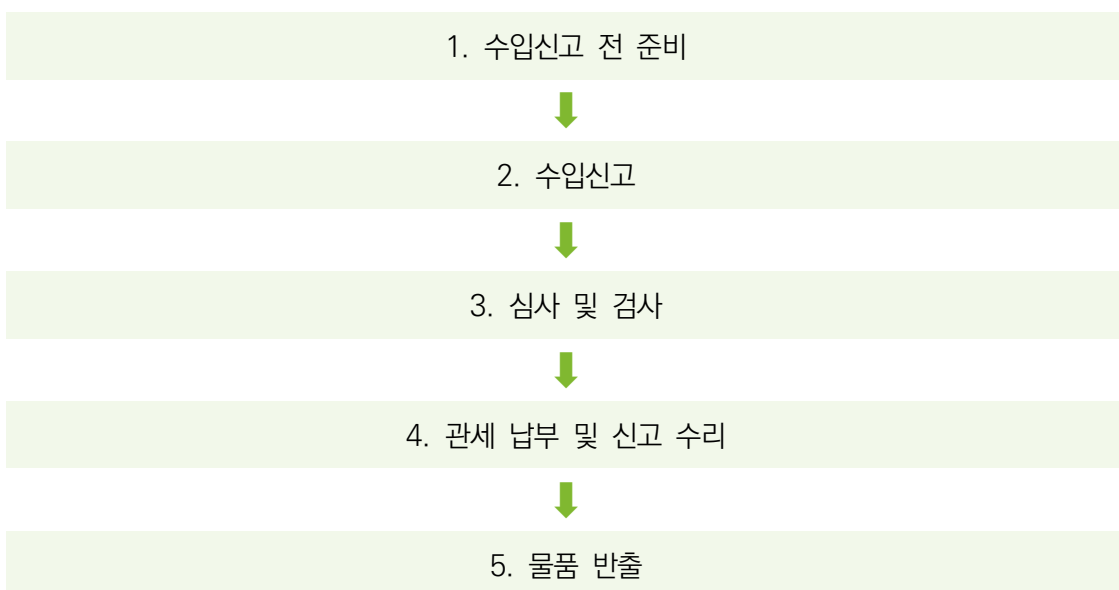 1. 수입신고 전 준비
2. 수입신고
3. 심사 및 검사
4. 관세 납부 및 신고 수리
5. 물품 반출